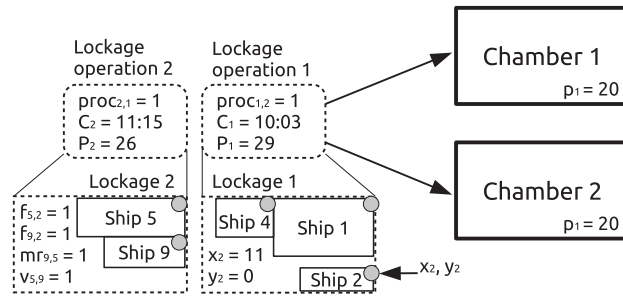 Lockage
operation 2
proc2,1 = 1
C2 = 11:15
P2 = 26
Lockage
operation 1
proc1,2 = 1
C1 = 10:03
P1 = 29
Chamber 1
p1 = 20
Chamber 2
p1 = 20
Lockage 2
f5,2 = 1
f9,2 = 1
mr9,5 = 1
v5,9 = 1
Ship 5
Ship 9
Lockage 1
Ship 4
Ship 1
x2 = 11
y2 = 0
Ship 2
x2, y2